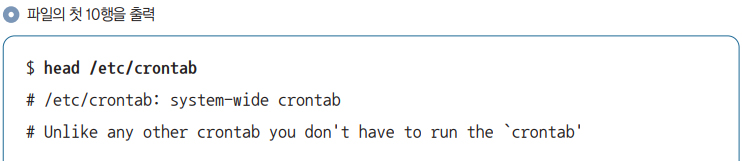 파일의 첫 10행을 출력
$ head /etc/crontab
# /etc/crontab: system-wide crontab
# Unlike any other crontab you don't have to run the `crontab'